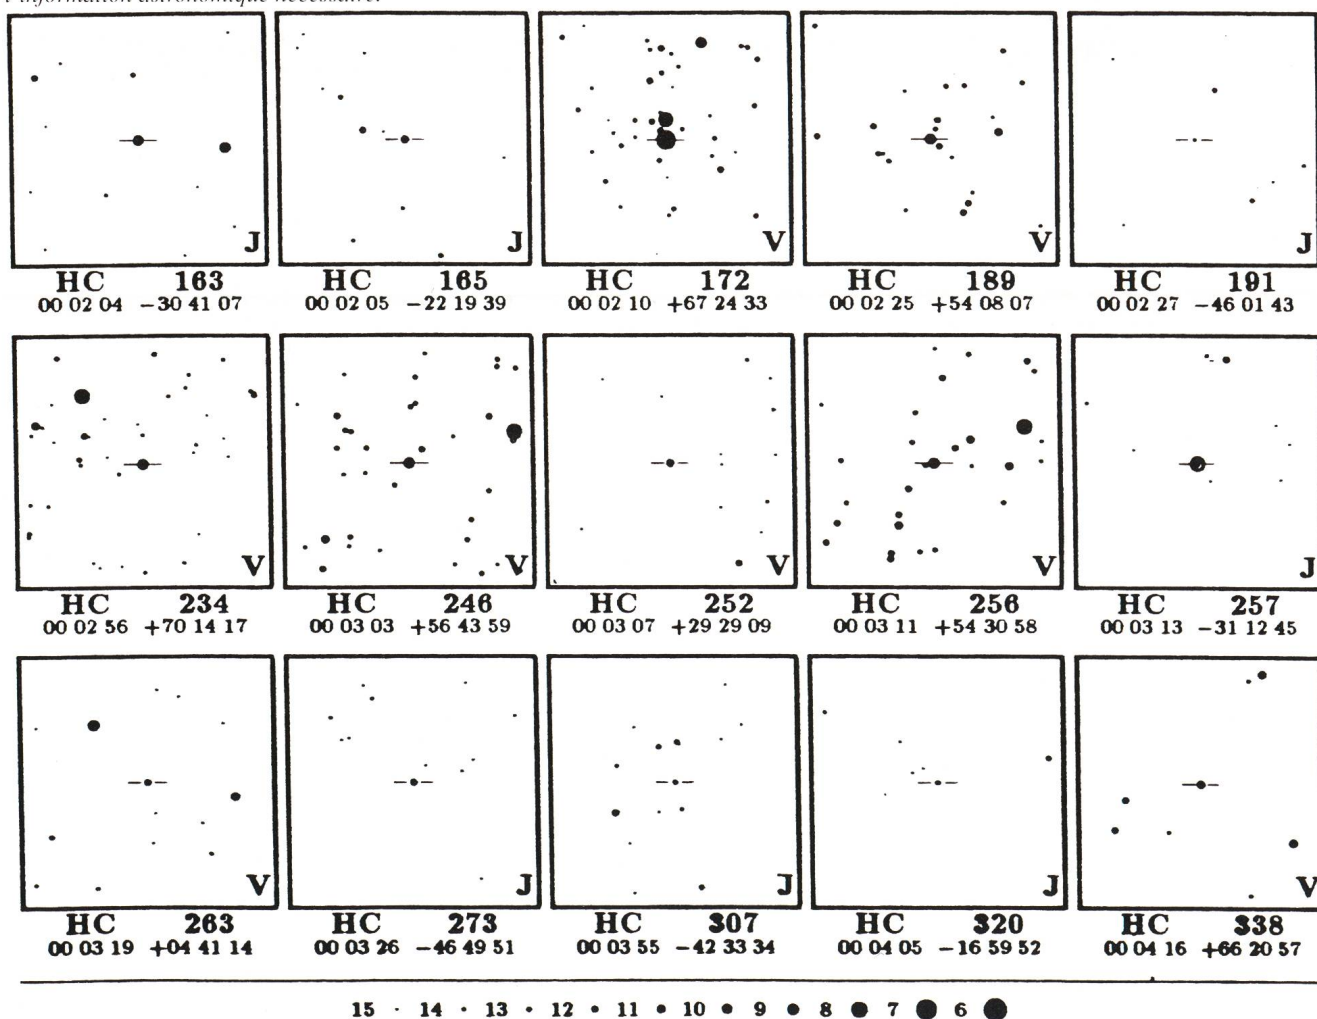 l'information astronomique nécessaire.
J J V V J
HC 163 HC 165 HC 172 HC 189 HC 191
00 02 04 −30 41 07 00 02 05 −22 19 39 00 02 10 +67 24 33 00 02 25 +54 08 07 00 02 27 −46 01 43
V V V V J
HC 234 HC 246 HC 252 HC 256 HC 257
00 02 56 +70 14 17 00 03 03 +56 43 59 00 03 07 +29 29 09 00 03 11 +54 30 58 00 03 13 −31 12 45
V J J J V
HC 263 HC 273 HC 307 HC 320 HC 338
00 03 19 +04 41 14 00 03 26 −46 49 51 00 03 55 −42 33 34 00 04 05 −16 59 52 00 04 16 +66 20 57
15 14 13 12 11 10 9 8 7 6